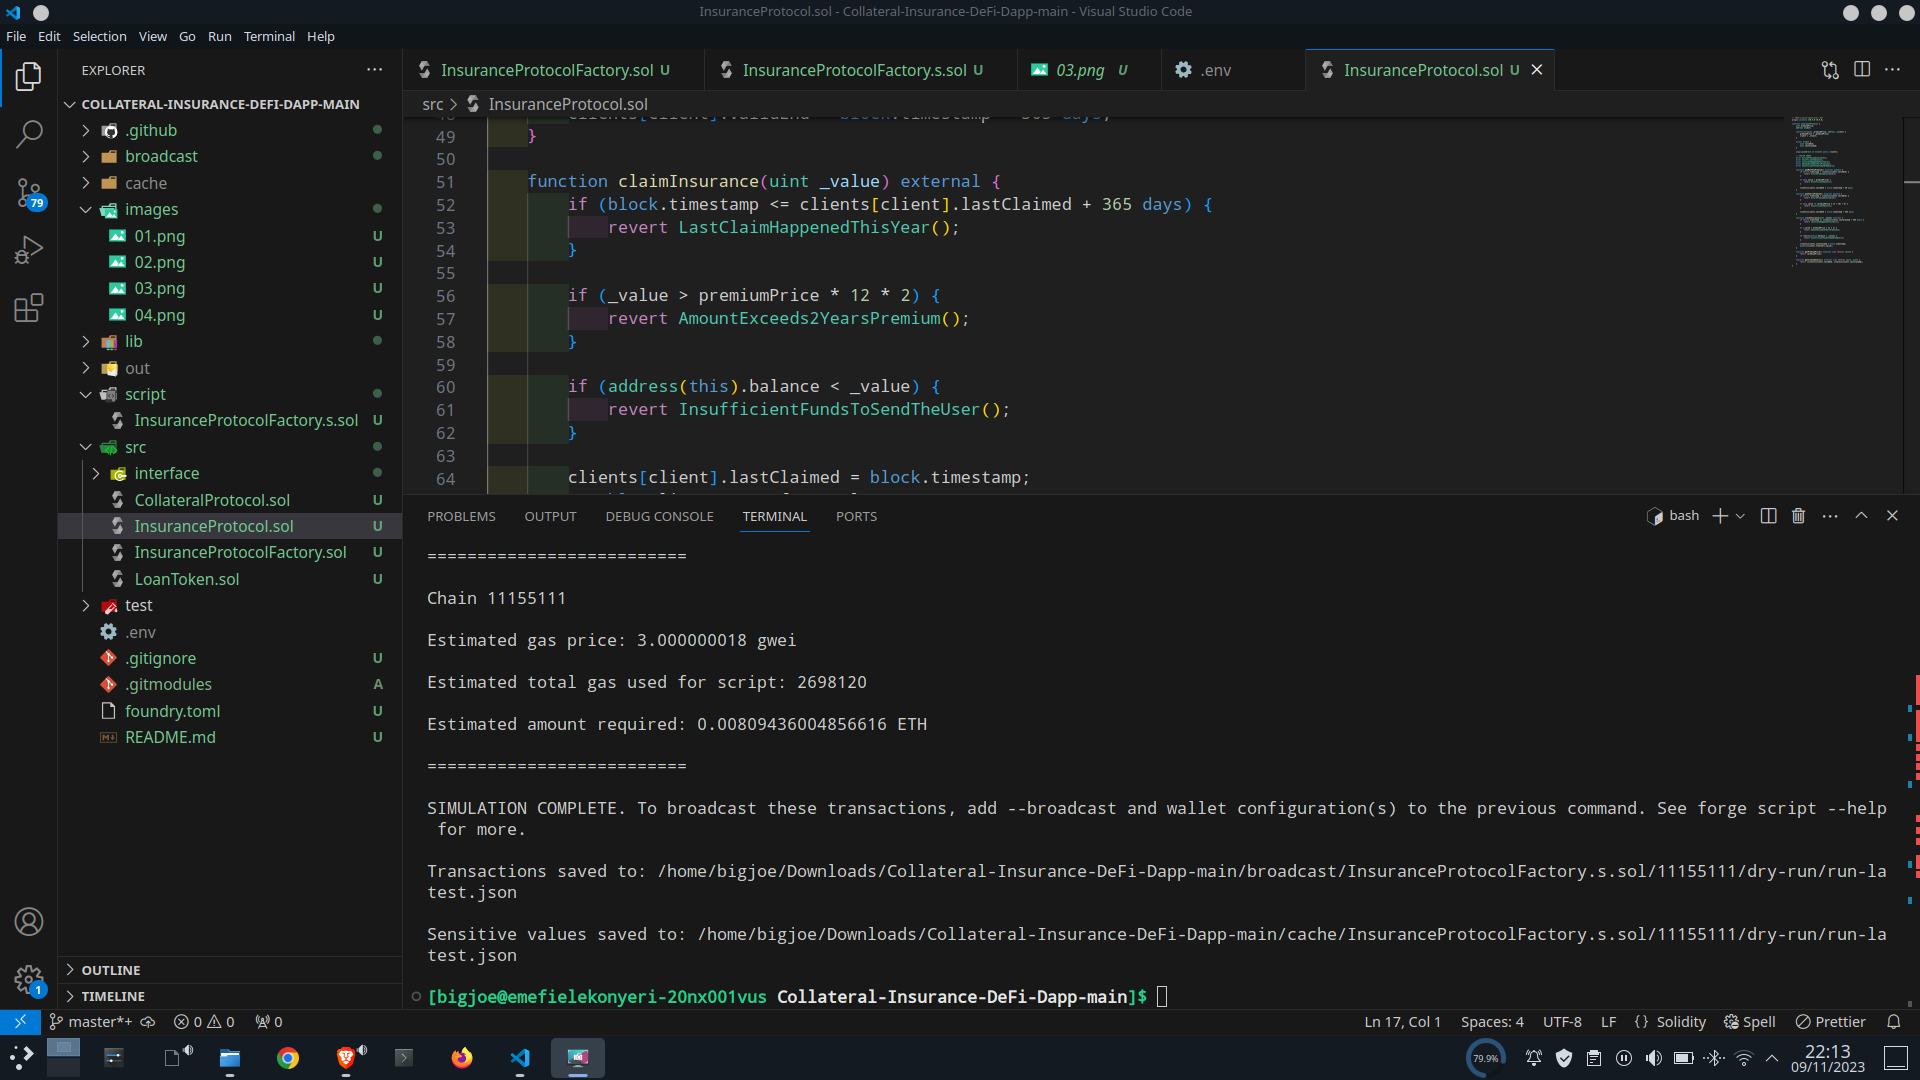 InsuranceProtocol.sol - Collateral-Insurance-DeFi-Dapp-main - Visual Studio Code
File Edit Selection View Go Run Terminal Help
EXPLORER
COLLATERAL-INSURANCE-DEFI-DAPP-MAIN
.github
broadcast
cache
images
01.png U
02.png U
03.png U
04.png U
lib
out
script
InsuranceProtocolFactory.s.sol U
src
interface
CollateralProtocol.sol U
InsuranceProtocol.sol U
InsuranceProtocolFactory.sol U
LoanToken.sol U
test
.env
.gitignore U
.gitmodules A
foundry.toml U
README.md U
OUTLINE
TIMELINE
79
1
InsuranceProtocolFactory.sol U
InsuranceProtocolFactory.s.sol U
03.png U
.env
InsuranceProtocol.sol U
src > InsuranceProtocol.sol
49 }
50
51 function claimInsurance(uint _value) external {
52 if (block.timestamp <= clients[client].lastClaimed + 365 days) {
53 revert LastClaimHappenedThisYear();
54 }
55
56 if (_value > premiumPrice * 12 * 2) {
57 revert AmountExceeds2YearsPremium();
58 }
59
60 if (address(this).balance < _value) {
61 revert InsufficientFundsToSendTheUser();
62 }
63
64 clients[client].lastClaimed = block.timestamp;
PROBLEMS OUTPUT DEBUG CONSOLE TERMINAL PORTS
bash
==========================
Chain 11155111
Estimated gas price: 3.000000018 gwei
Estimated total gas used for script: 2698120
Estimated amount required: 0.00809436004856616 ETH
==========================
SIMULATION COMPLETE. To broadcast these transactions, add --broadcast and wallet configuration(s) to the previous command. See forge script --help
for more.
Transactions saved to: /home/bigjoe/Downloads/Collateral-Insurance-DeFi-Dapp-main/broadcast/InsuranceProtocolFactory.s.sol/11155111/dry-run/run-la
test.json
Sensitive values saved to: /home/bigjoe/Downloads/Collateral-Insurance-DeFi-Dapp-main/cache/InsuranceProtocolFactory.s.sol/11155111/dry-run/run-la
test.json
[bigjoe@emefielekonyeri-20nx001vus Collateral-Insurance-DeFi-Dapp-main]$
master*+ 0 0 0
Ln 17, Col 1 Spaces: 4 UTF-8 LF {} Solidity Spell Prettier
79.9%
22:13
09/11/2023